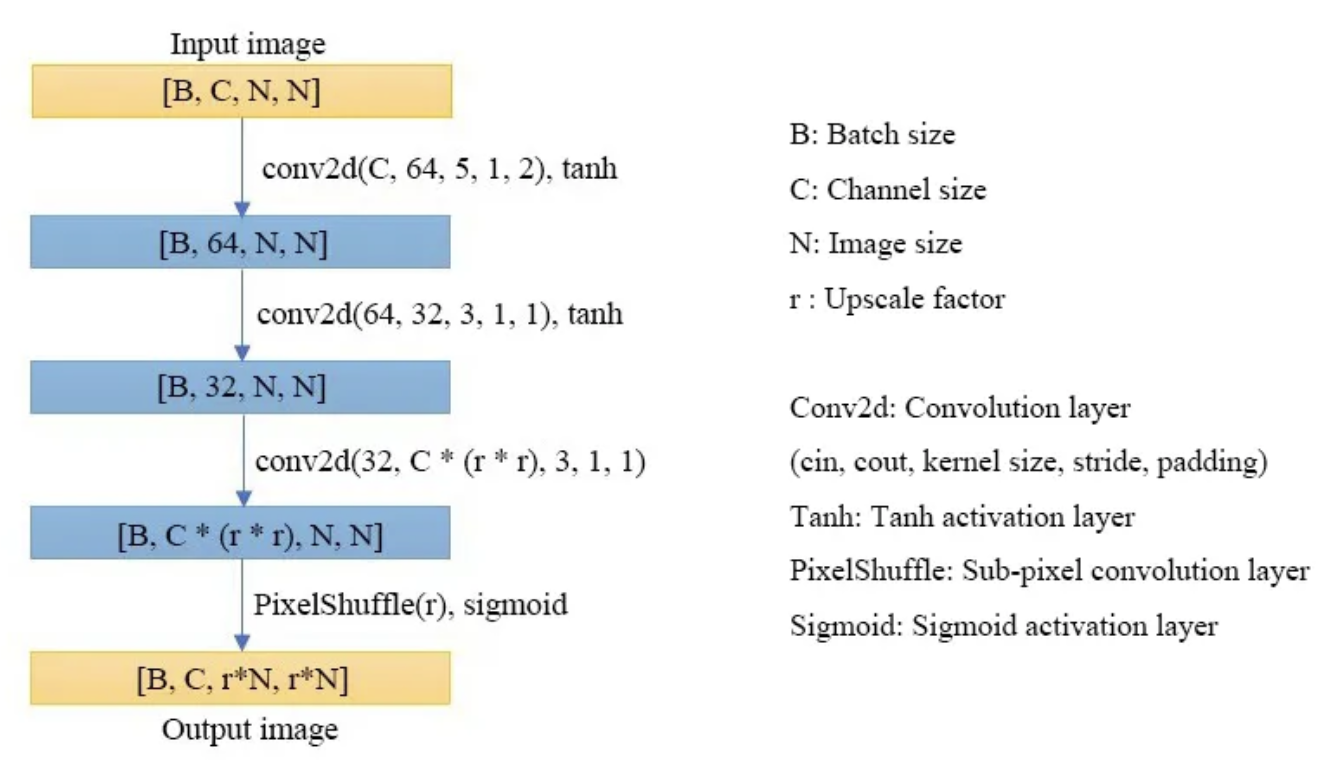 Input image
[B, C, N, N]
conv2d(C, 64, 5, 1, 2), tanh
[B, 64, N, N]
conv2d(64, 32, 3, 1, 1), tanh
[B, 32, N, N]
conv2d(32, C * (r * r), 3, 1, 1)
[B, C * (r * r), N, N]
PixelShuffle(r), sigmoid
[B, C, r*N, r*N]
Output image
B: Batch size
C: Channel size
N: Image size
r : Upscale factor
Conv2d: Convolution layer
(cin, cout, kernel size, stride, padding)
Tanh: Tanh activation layer
PixelShuffle: Sub-pixel convolution layer
Sigmoid: Sigmoid activation layer